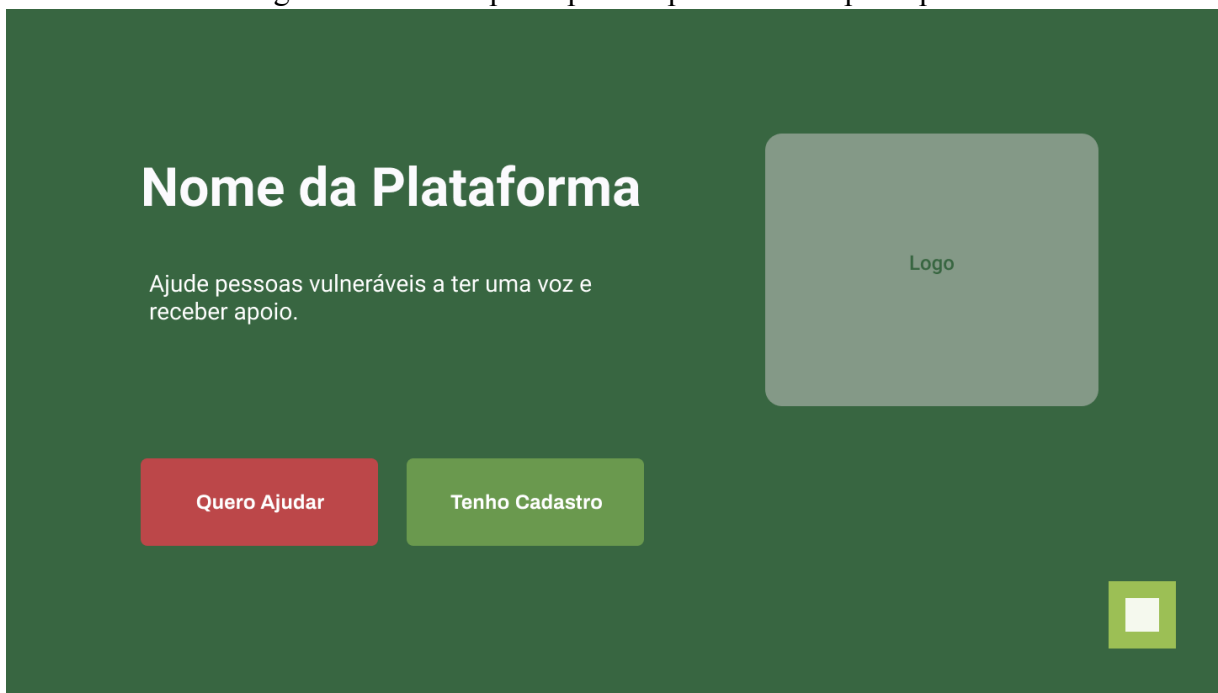 Nome da Plataforma
Ajude pessoas vulneráveis a ter uma voz e
receber apoio.
Logo
Quero Ajudar
Tenho Cadastro